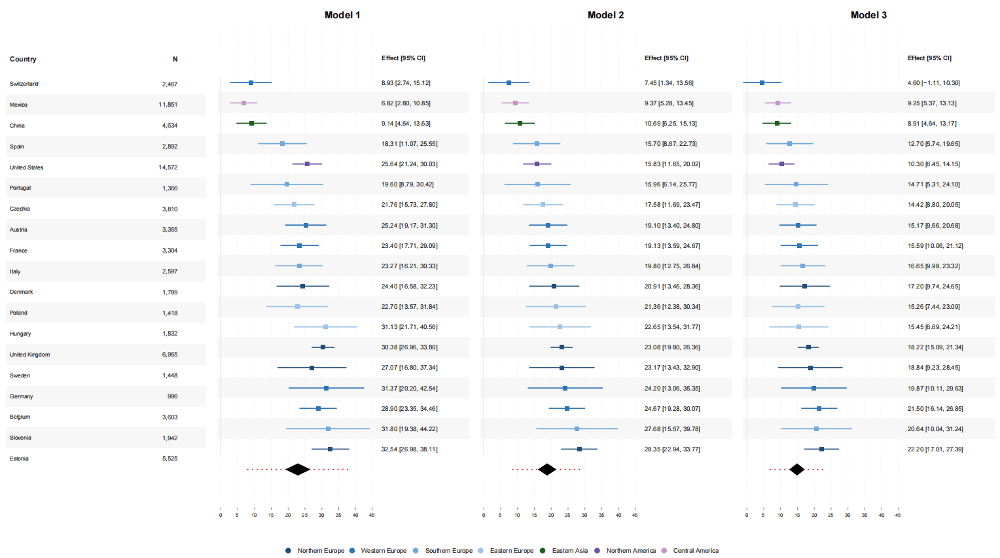 Model 1 Model 2 Model 3
Country N Effect [95% CI] Effect [95% CI] Effect [95% CI]
Switzerland 2,467 8.93 [2.74, 15.12] 7.45 [1.34, 13.56] 4.60 [−1.11, 10.30]
Mexico 11,851 6.82 [2.80, 10.85] 9.37 [5.28, 13.45] 9.25 [5.37, 13.13]
China 4,634 9.14 [4.64, 13.63] 10.69 [6.25, 15.13] 8.91 [4.64, 13.17]
Spain 2,892 18.31 [11.07, 25.55] 15.70 [8.67, 22.73] 12.70 [5.74, 19.65]
United States 14,572 25.64 [21.24, 30.03] 15.83 [11.65, 20.02] 10.30 [6.45, 14.15]
Portugal 1,366 19.60 [8.79, 30.42] 15.96 [6.14, 25.77] 14.71 [5.31, 24.10]
Czechia 3,810 21.76 [15.73, 27.80] 17.58 [11.69, 23.47] 14.42 [8.80, 20.05]
Austria 3,355 25.24 [19.17, 31.30] 19.10 [13.40, 24.80] 15.17 [9.66, 20.68]
France 3,304 23.40 [17.71, 29.09] 19.13 [13.59, 24.67] 15.59 [10.06, 21.12]
Italy 2,597 23.27 [16.21, 30.33] 19.80 [12.75, 26.84] 16.65 [9.98, 23.32]
Denmark 1,789 24.40 [16.58, 32.23] 20.91 [13.46, 28.36] 17.20 [9.74, 24.65]
Poland 1,418 22.70 [13.57, 31.84] 21.36 [12.38, 30.34] 15.26 [7.44, 23.09]
Hungary 1,832 31.13 [21.71, 40.56] 22.65 [13.54, 31.77] 15.45 [6.69, 24.21]
United Kingdom 6,965 30.38 [26.96, 33.80] 23.08 [19.80, 26.36] 18.22 [15.09, 21.34]
Sweden 1,448 27.07 [16.80, 37.34] 23.17 [13.43, 32.90] 18.84 [9.23, 28.45]
Germany 996 31.37 [20.20, 42.54] 24.20 [13.06, 35.35] 19.87 [10.11, 29.63]
Belgium 3,603 28.90 [23.35, 34.46] 24.67 [19.28, 30.07] 21.50 [16.14, 26.85]
Slovenia 1,942 31.80 [19.38, 44.22] 27.68 [15.57, 39.78] 20.64 [10.04, 31.24]
Estonia 5,525 32.54 [26.98, 38.11] 28.35 [22.94, 33.77] 22.20 [17.01, 27.39]
0 5 10 15 20 25 30 35 40 45 0 5 10 15 20 25 30 35 40 45 0 5 10 15 20 25 30 35 40 45
Northern Europe Western Europe Southern Europe Eastern Europe Eastern Asia Northern America Central America